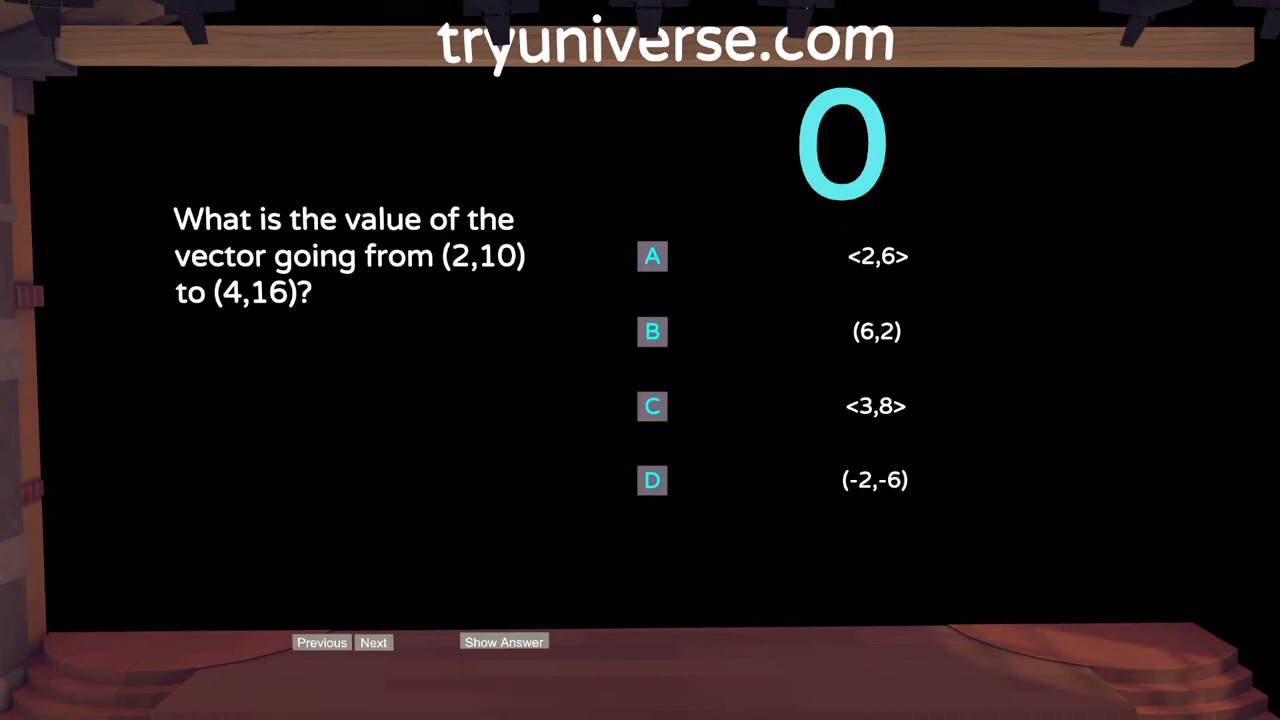 tryuniverse.com
0
What is the value of the
vector going from (2,10)
to (4,16)?
A <2,6>
B (6,2)
C <3,8>
D (-2,-6)
Previous Next Show Answer